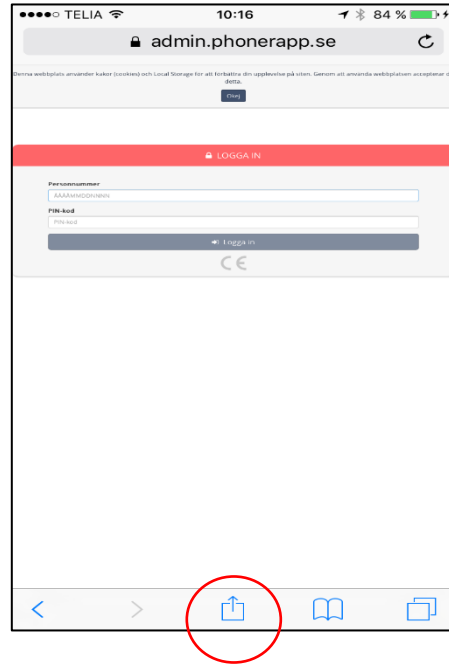 TELIA 10:16 84 %
admin.phonerapp.se
Denna webbplats använder kakor (cookies) och Local Storage för att förbättra din upplevelse på siten. Genom att använda webbplatsen accepterar
detta.
Okej
LOGGA IN
Personnummer
ÅÅÅÅMMDDNNNN
PIN-kod
PIN-kod
Logga in
CE